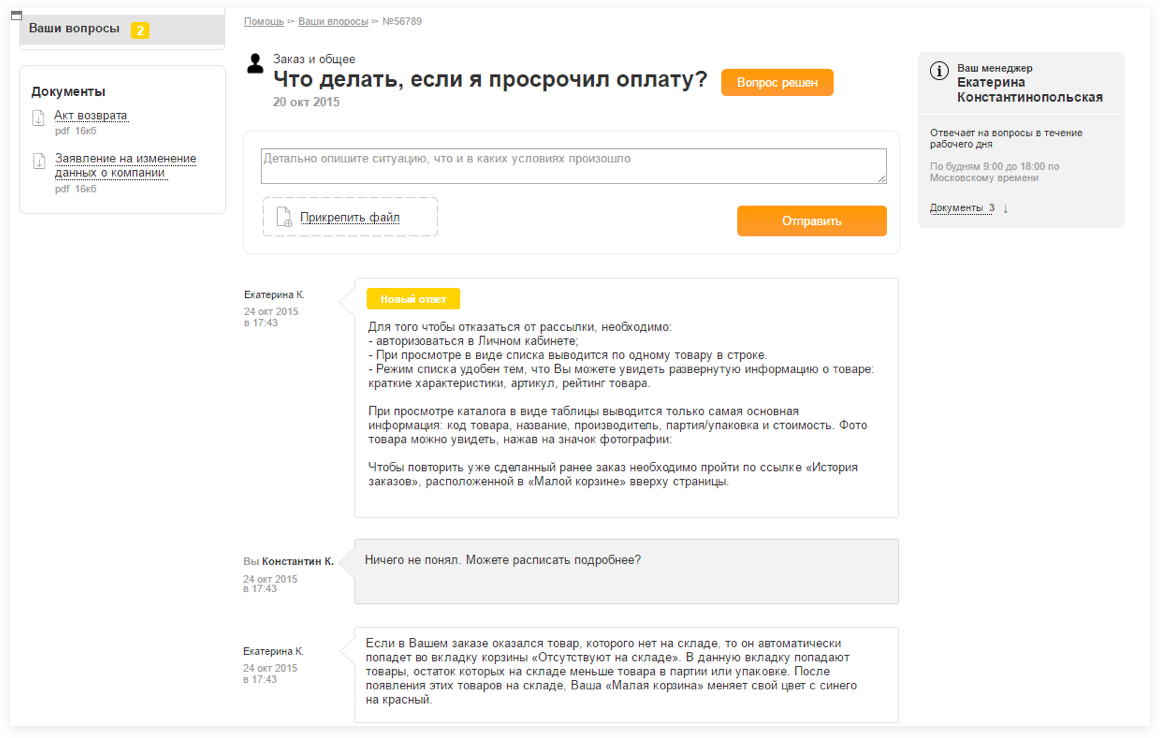 Ваши вопросы 2
Документы
Акт возврата
pdf 16кб
Заявление на изменение
данных о компании
pdf 16кб
Помощь ▻ Ваши впоросы ▻ №56789
Заказ и общее
Что делать, если я просрочил оплату?
Вопрос решен
20 окт 2015
Детально опишите ситуацию, что и в каких условиях произошло
Прикрепить файл
Отправить
Екатерина К.
24 окт 2015
в 17:43
Новый ответ
Для того чтобы отказаться от рассылки, необходимо:
- авторизоваться в Личном кабинете;
- При просмотре в виде списка выводится по одному товару в строке.
- Режим списка удобен тем, что Вы можете увидеть развернутую информацию о товаре:
краткие характеристики, артикул, рейтинг товара.
При просмотре каталога в виде таблицы выводится только самая основная
информация: код товара, название, производитель, партия/упаковка и стоимость. Фото
товара можно увидеть, нажав на значок фотографии:
Чтобы повторить уже сделанный ранее заказ необходимо пройти по ссылке «История
заказов», расположенной в «Малой корзине» вверху страницы.
Вы Константин К.
24 окт 2015
в 17:43
Ничего не понял. Можете расписать подробнее?
Екатерина К.
24 окт 2015
в 17:43
Если в Вашем заказе оказался товар, которого нет на складе, то он автоматически
попадет во вкладку корзины «Отсутствуют на складе». В данную вкладку попадают
товары, остаток которых на складе меньше товара в партии или упаковке. После
появления этих товаров на складе, Ваша «Малая корзина» меняет свой цвет с синего
на красный.
Ваш менеджер
Екатерина
Константинопольская
Отвечает на вопросы в течение
рабочего дня
По будням 9:00 до 18:00 по
Московскому времени
Документы 3 ↓